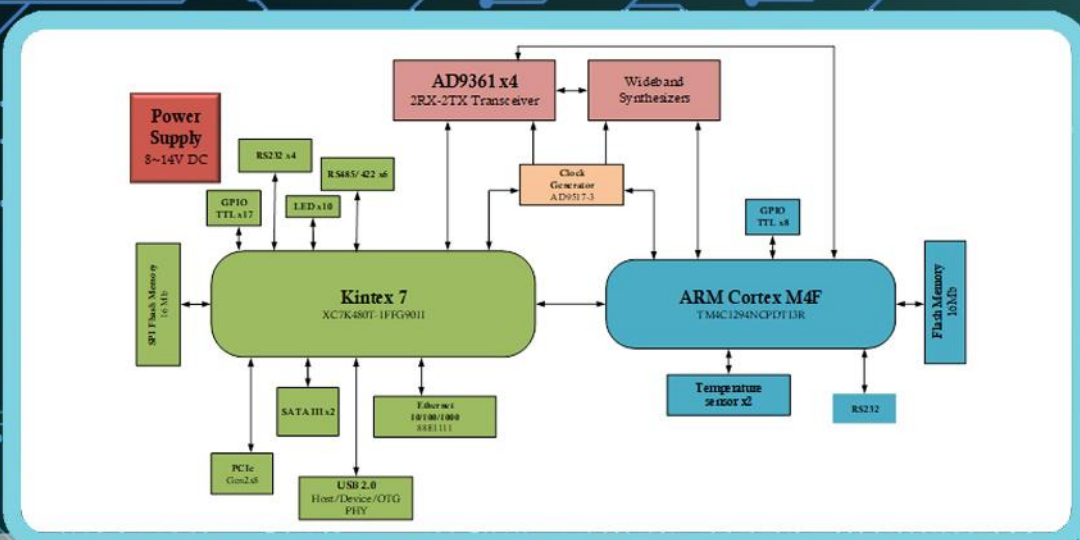 AD9361 x4
2RX-2TX Transceiver
Wideband
Synthesizers
Power
Supply
8~14V DC
RS232 x4
RS485/422 x6
Clock
Generator
AD9517-3
GPIO
TTL x17
LED x10
GPIO
TTL x8
SPI Flash Memory
16 Mb
Kintex 7
XC7K480T-1FFG901I
ARM Cortex M4F
TM4C1294NCPDTI3R
Flash Memory
16Mb
SATA III x2
Ethernet
10/100/1000
88E1111
Temperature
sensor x2
RS232
PCIe
Gen2x8
USB 2.0
Host/Device/OTG
PHY